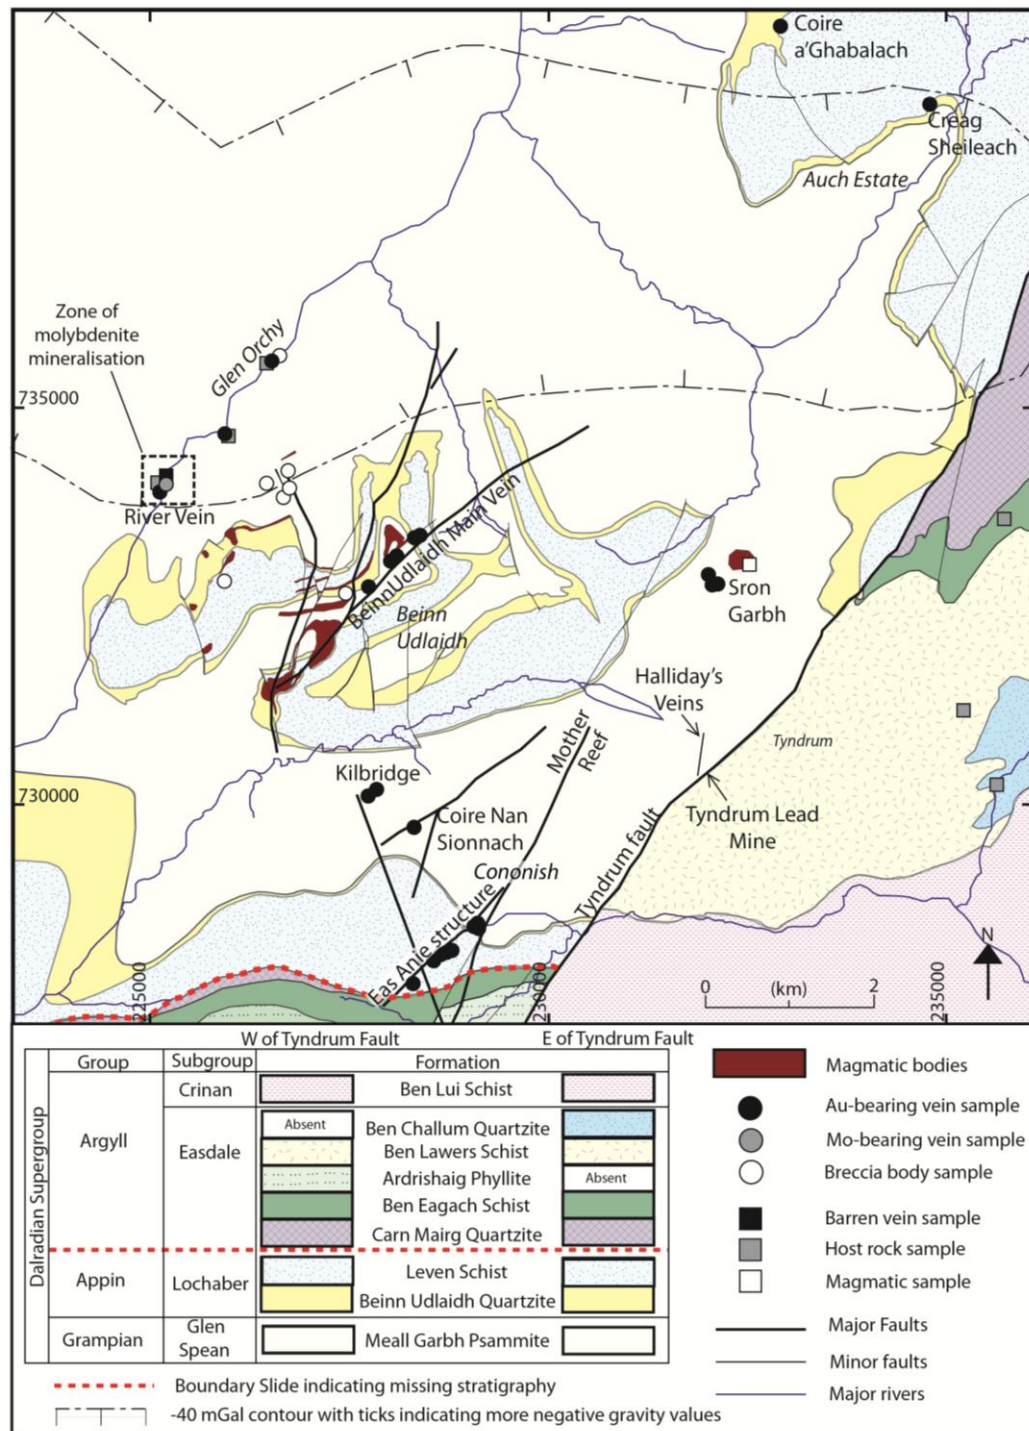 Coire
a'Ghabalach
Creag
Sheileach
Auch Estate
Zone of
molybdenite
mineralisation
Glen Orchy
735000
River Vein
BeinnUdlaidh Main Vein
Beinn
Udlaidh
Sron
Garbh
Halliday's
Veins
Mother
Reef
Tyndrum
Kilbridge
730000
Coire Nan
Sionnach
Tyndrum Lead
Mine
Cononish
Tyndrum fault
Eas Anie structure
N
225000
230000
235000
0 (km) 2
W of Tyndrum Fault E of Tyndrum Fault
Group Subgroup Formation
Dalradian Supergroup
Crinan Ben Lui Schist
Argyll
Easdale
Absent Ben Challum Quartzite
Ben Lawers Schist
Ardrishaig Phyllite Absent
Ben Eagach Schist
Carn Mairg Quartzite
Appin Lochaber
Leven Schist
Beinn Udlaidh Quartzite
Grampian Glen
Spean Meall Garbh Psammite
Magmatic bodies
Au-bearing vein sample
Mo-bearing vein sample
Breccia body sample
Barren vein sample
Host rock sample
Magmatic sample
Major Faults
Minor faults
Major rivers
Boundary Slide indicating missing stratigraphy
-40 mGal contour with ticks indicating more negative gravity values